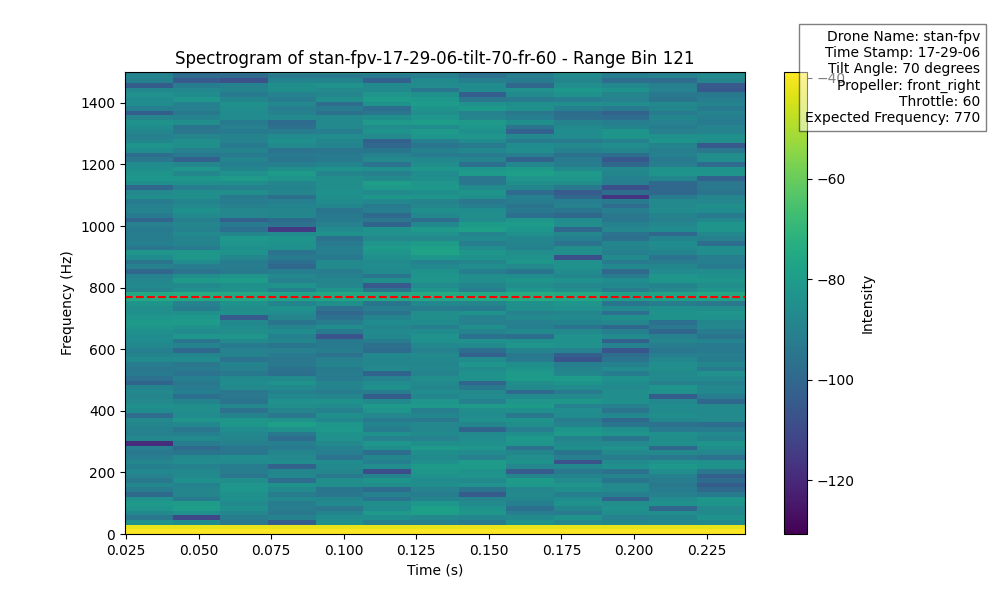 Spectrogram of stan-fpv-17-29-06-tilt-70-fr-60 - Range Bin 121
Drone Name: stan-fpv
Time Stamp: 17-29-06
Tilt Angle: 70 degrees
Propeller: front_right
Throttle: 60
Expected Frequency: 770
Frequency (Hz)
1400
1200
1000
800
600
400
200
0
0.025
0.050
0.075
0.100
0.125
0.150
0.175
0.200
0.225
Time (s)
−40
−60
−80
−100
−120
Intensity